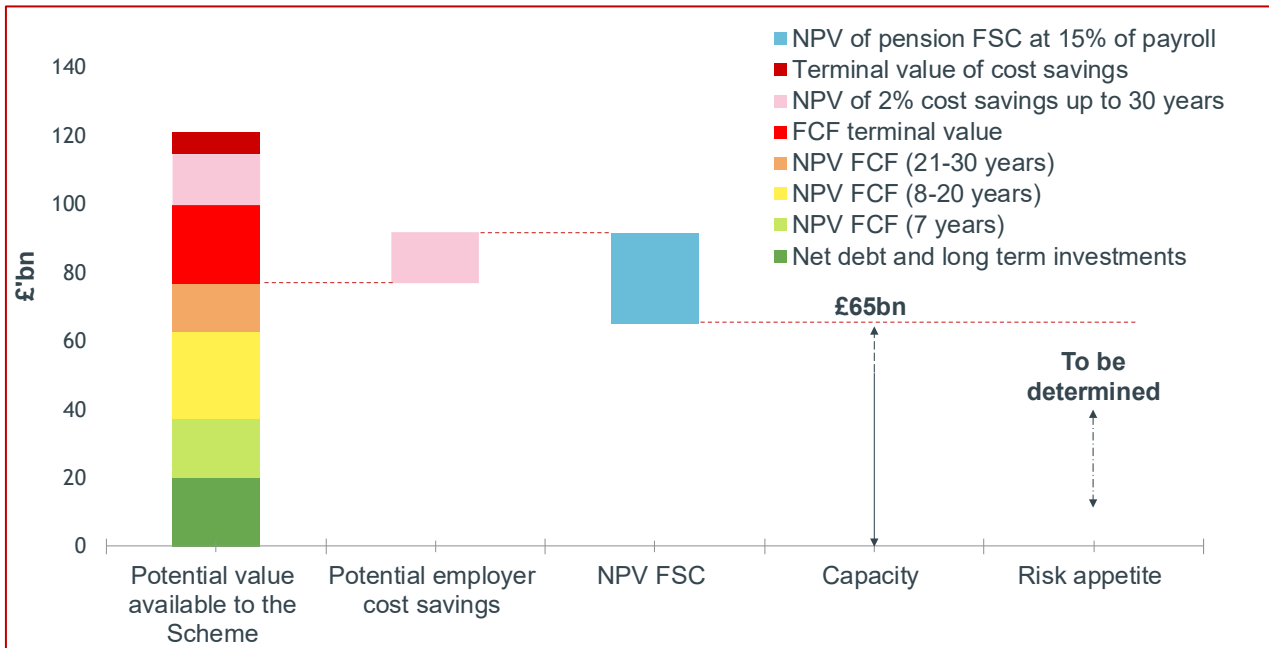 £'bn
140
120
100
80
60
40
20
0
NPV of pension FSC at 15% of payroll
Terminal value of cost savings
NPV of 2% cost savings up to 30 years
FCF terminal value
NPV FCF (21-30 years)
NPV FCF (8-20 years)
NPV FCF (7 years)
Net debt and long term investments
£65bn
To be
determined
Potential value
available to the
Scheme
Potential employer
cost savings
NPV FSC
Capacity
Risk appetite